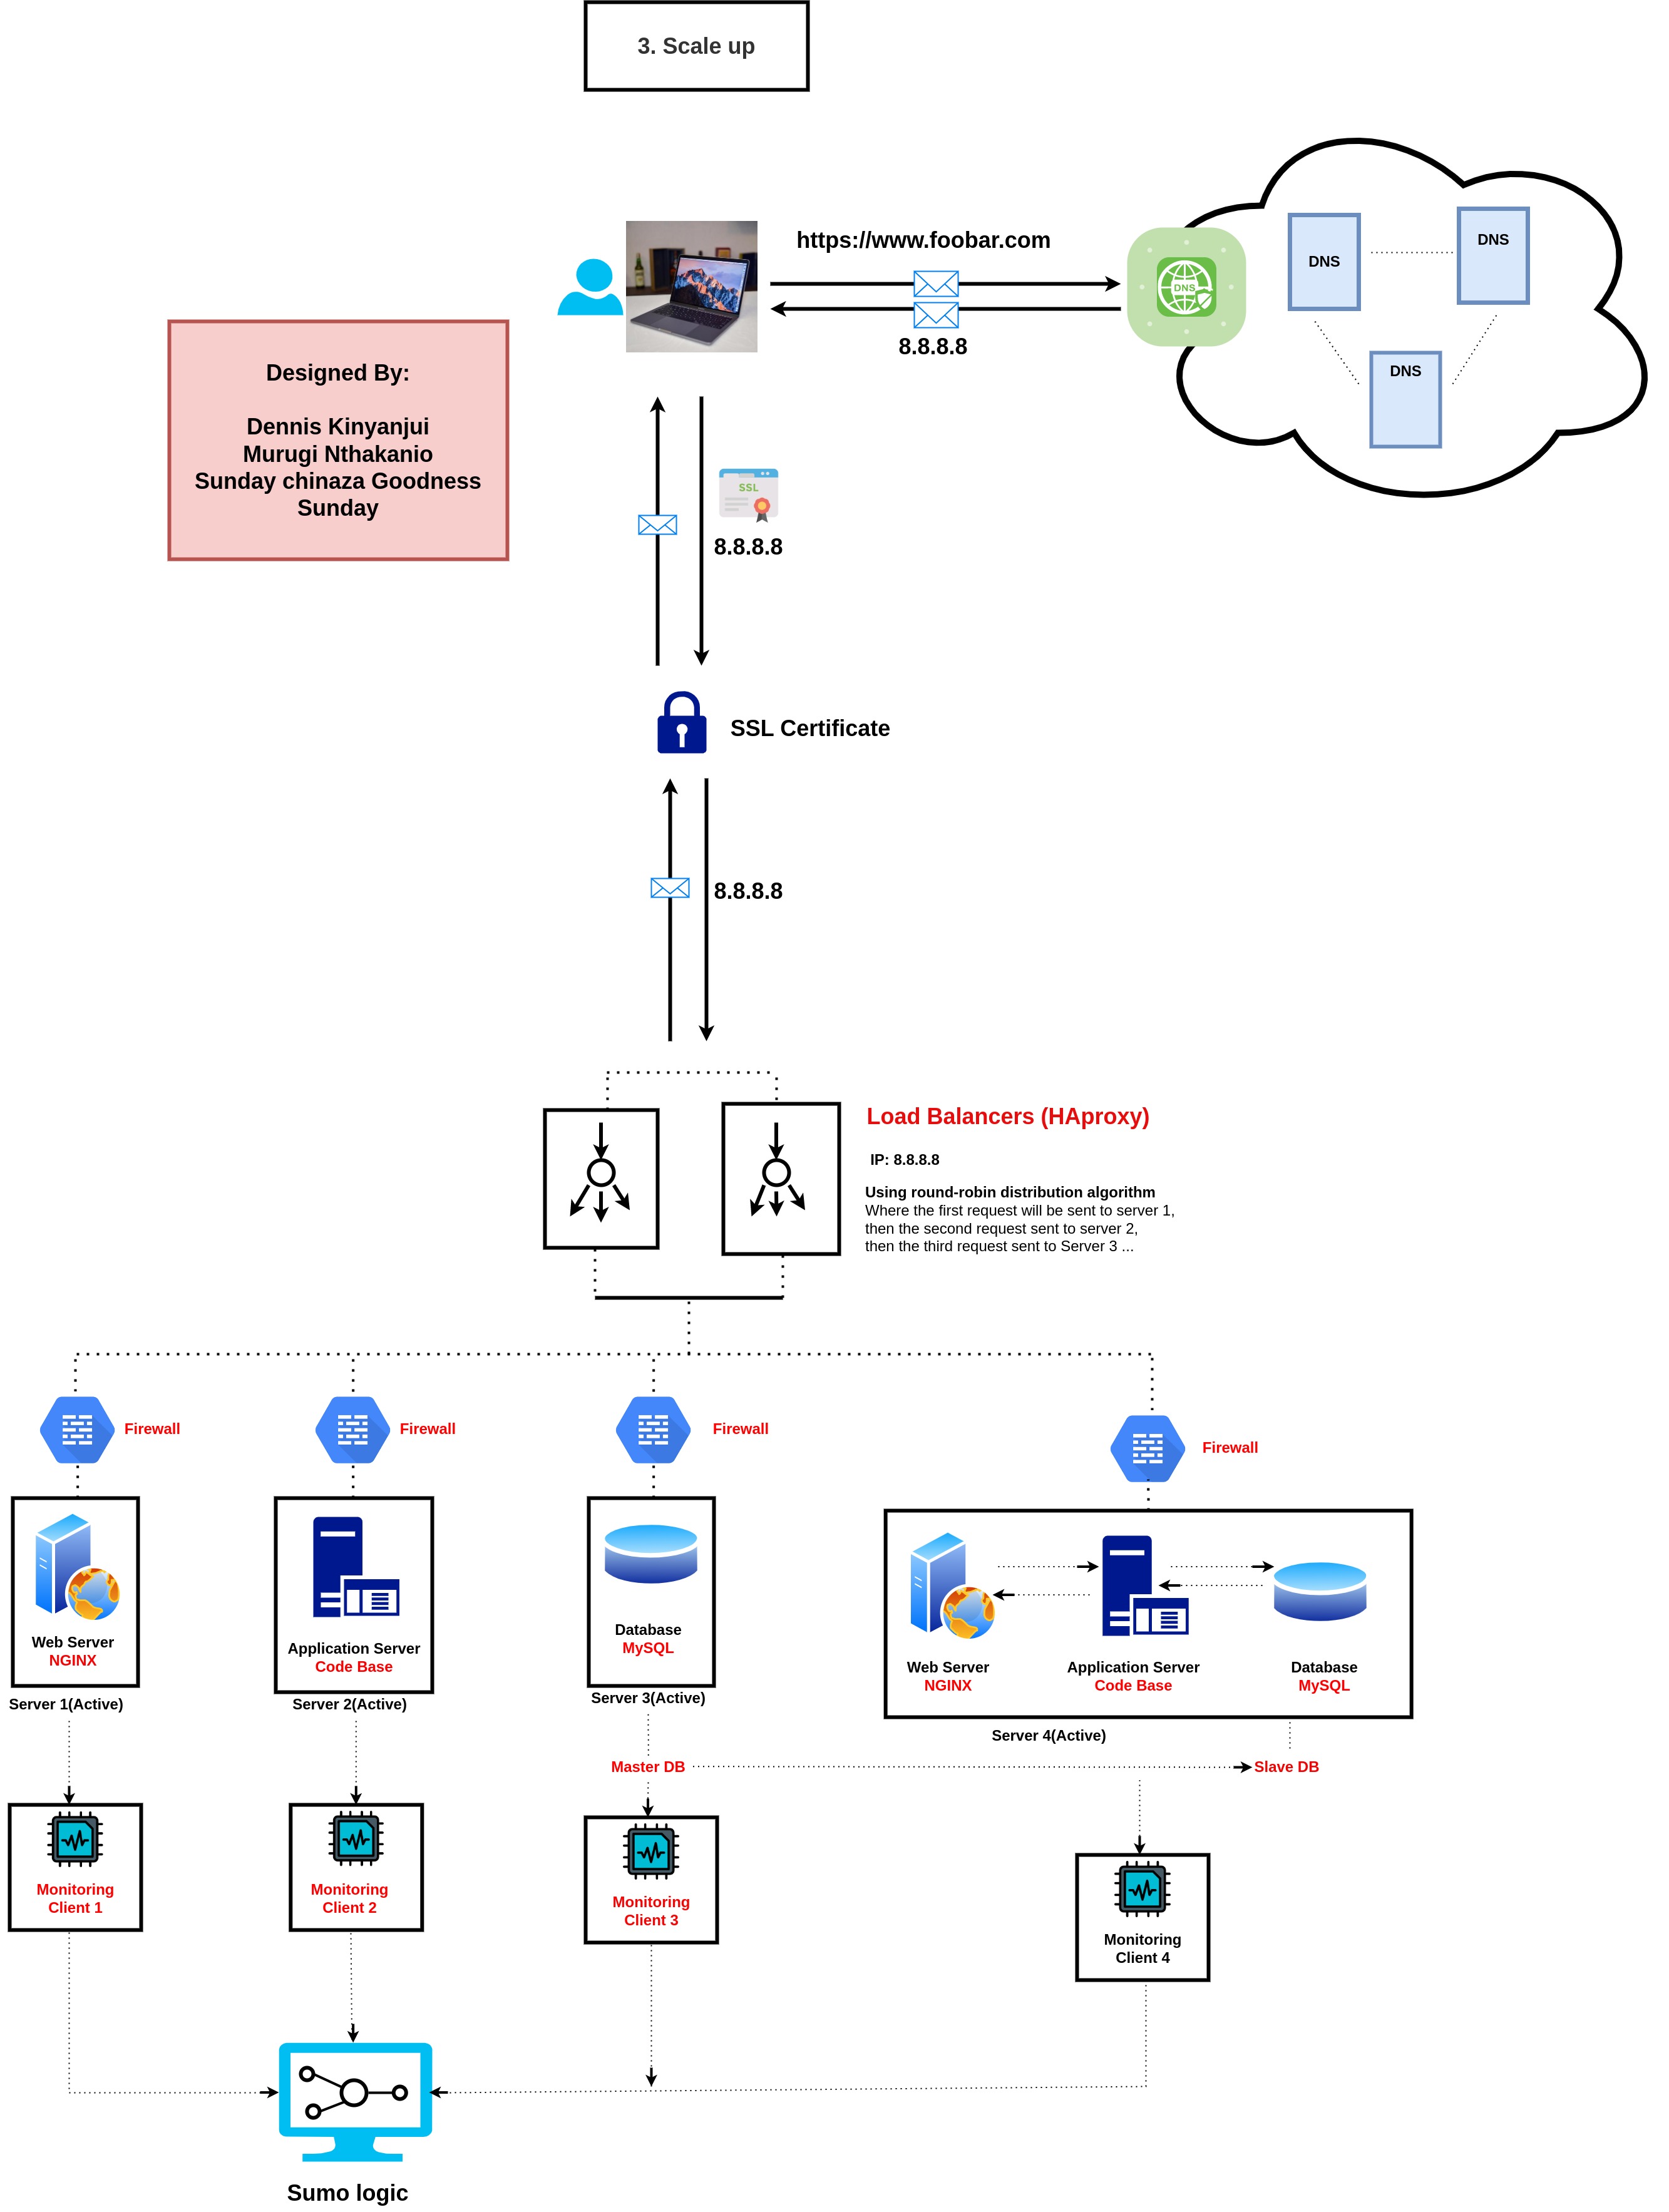 3. Scale up
https://www.foobar.com
8.8.8.8
DNS
DNS
DNS
DNS
Designed By:
Dennis Kinyanjui
Murugi Nthakanio
Sunday chinaza Goodness
Sunday
SSL
8.8.8.8
SSL Certificate
8.8.8.8
Load Balancers (HAproxy)
IP: 8.8.8.8
Using round-robin distribution algorithm
Where the first request will be sent to server 1,
then the second request sent to server 2,
then the third request sent to Server 3 ...
Firewall
Firewall
Firewall
Firewall
Web Server
NGINX
Server 1(Active)
Application Server
Code Base
Server 2(Active)
Database
MySQL
Server 3(Active)
Web Server
NGINX
Application Server
Code Base
Database
MySQL
Server 4(Active)
Master DB
Slave DB
Monitoring
Client 1
Monitoring
Client 2
Monitoring
Client 3
Monitoring
Client 4
Sumo logic